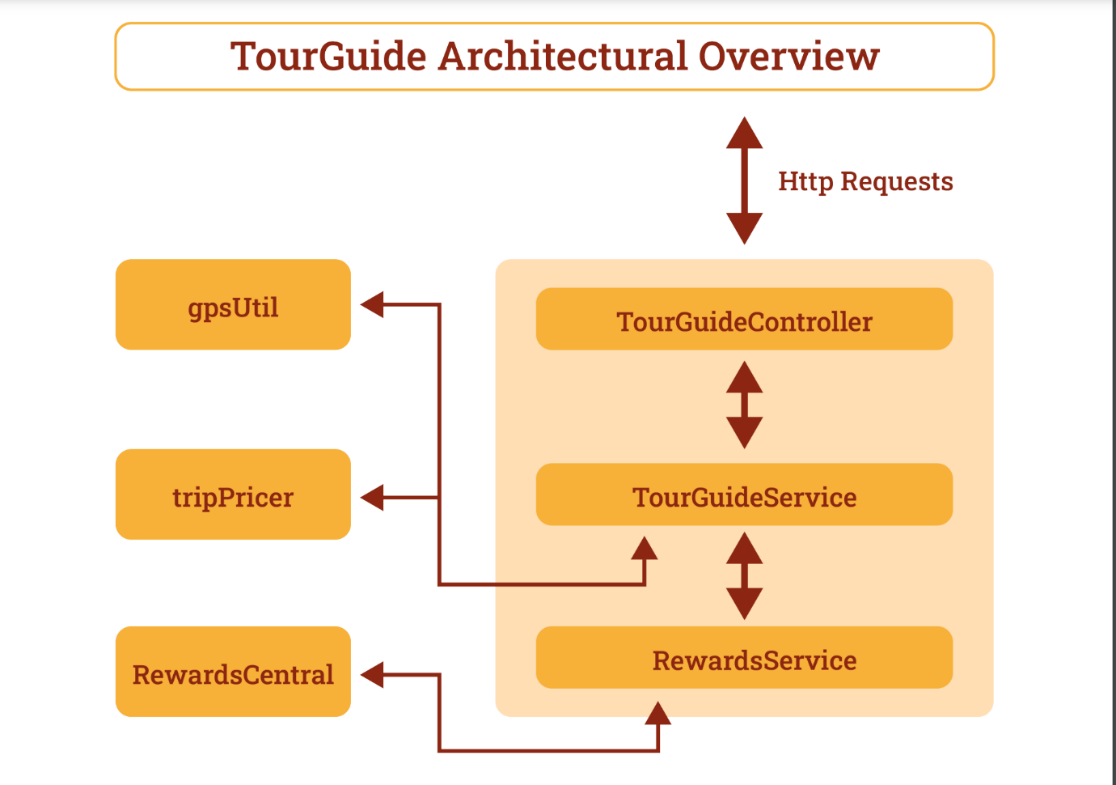 TourGuide Architectural Overview
Http Requests
gpsUtil
TourGuideController
tripPricer
TourGuideService
RewardsCentral
RewardsService